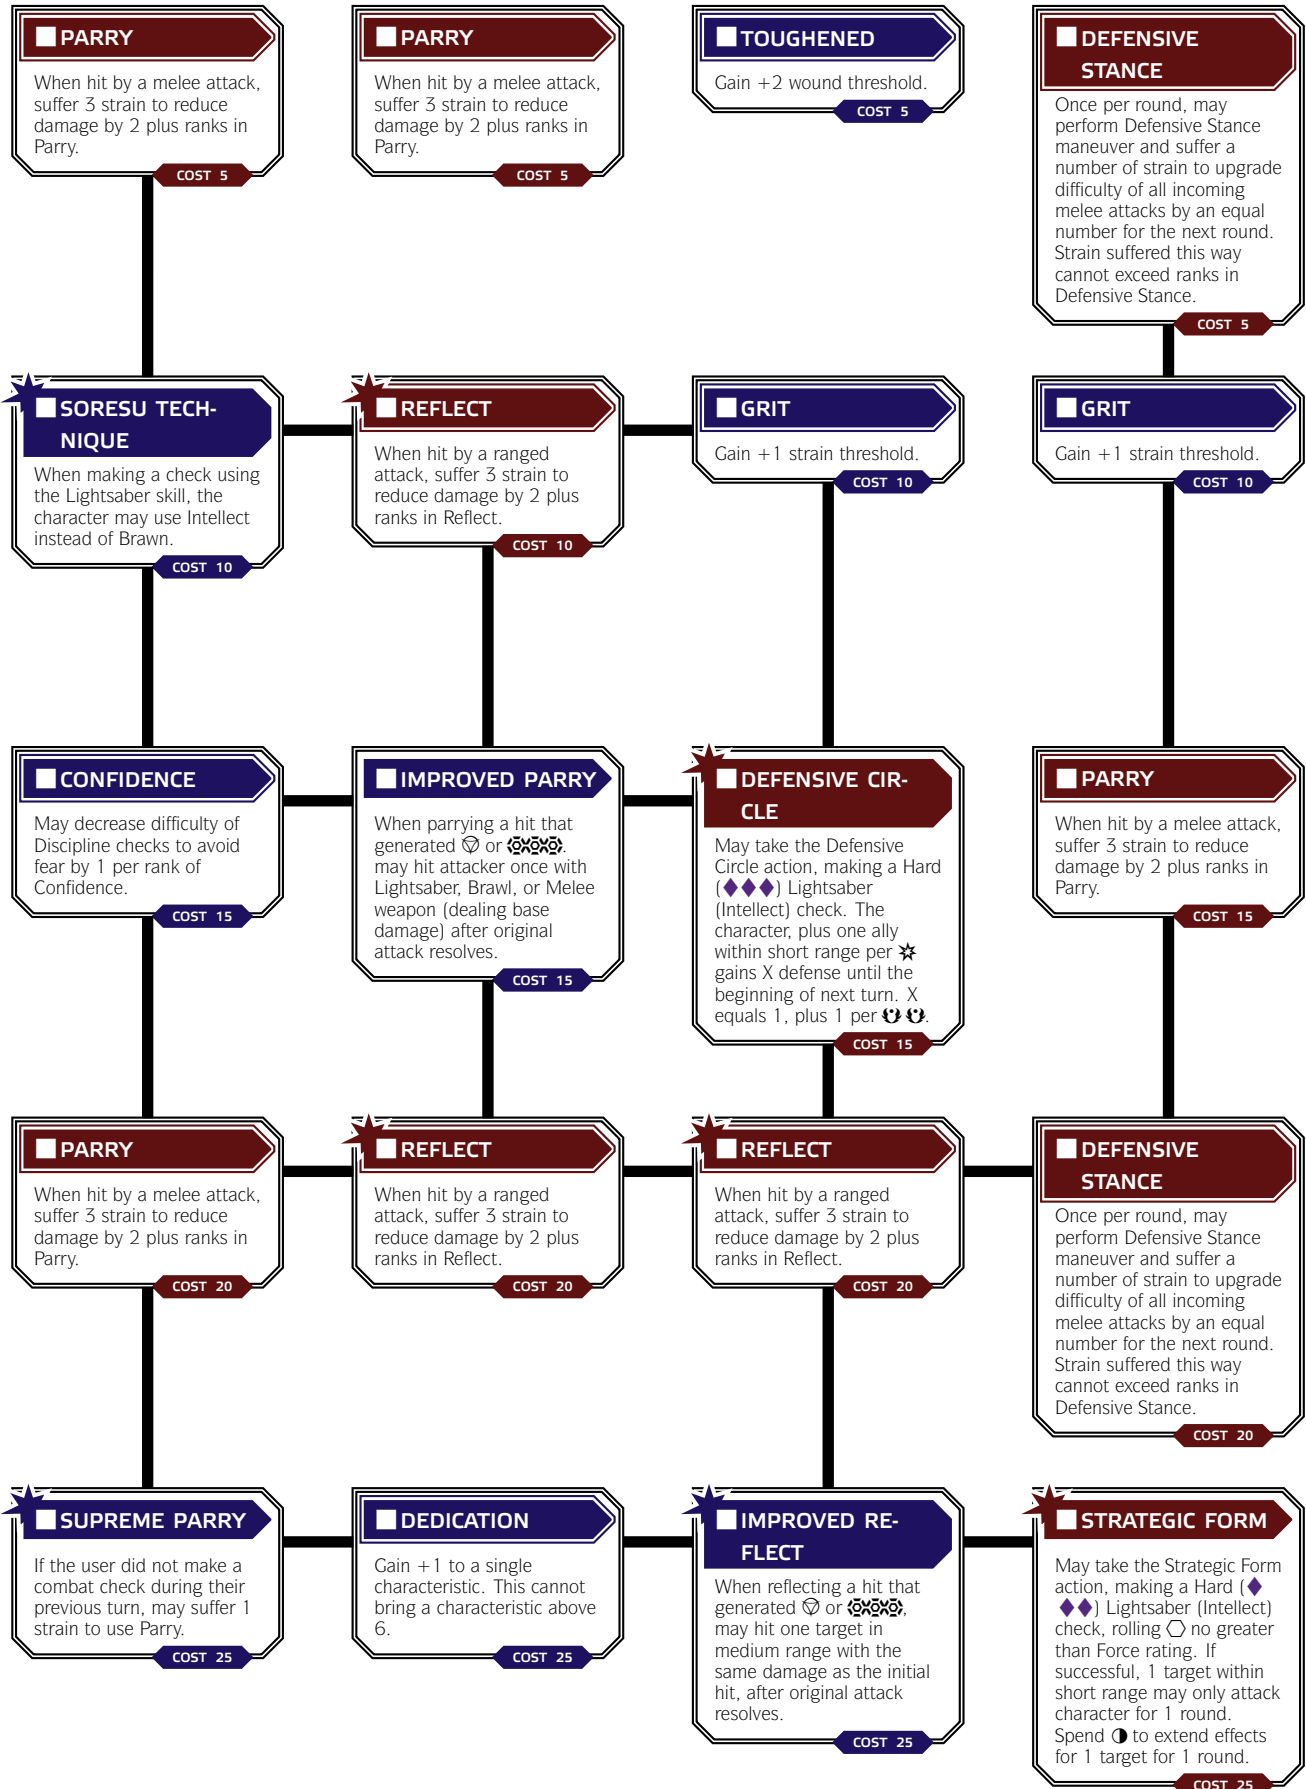 PARRY
When hit by a melee attack,
suffer 3 strain to reduce
damage by 2 plus ranks in
Parry.
COST 5
PARRY
When hit by a melee attack,
suffer 3 strain to reduce
damage by 2 plus ranks in
Parry.
COST 5
TOUGHENED
Gain +2 wound threshold.
COST 5
DEFENSIVE
STANCE
Once per round, may
perform Defensive Stance
maneuver and suffer a
number of strain to upgrade
difficulty of all incoming
melee attacks by an equal
number for the next round.
Strain suffered this way
cannot exceed ranks in
Defensive Stance.
COST 5
SORESU TECH-
NIQUE
When making a check using
the Lightsaber skill, the
character may use Intellect
instead of Brawn.
COST 10
REFLECT
When hit by a ranged
attack, suffer 3 strain to
reduce damage by 2 plus
ranks in Reflect.
COST 10
GRIT
Gain +1 strain threshold.
COST 10
GRIT
Gain +1 strain threshold.
COST 10
CONFIDENCE
May decrease difficulty of
Discipline checks to avoid
fear by 1 per rank of
Confidence.
COST 15
IMPROVED PARRY
When parrying a hit that
generated or .
may hit attacker once with
Lightsaber, Brawl, or Melee
weapon (dealing base
damage) after original
attack resolves.
COST 15
DEFENSIVE CIR-
CLE
May take the Defensive
Circle action, making a Hard
(♦♦♦) Lightsaber
(Intellect) check. The
character, plus one ally
within short range per
gains X defense until the
beginning of next turn. X
equals 1, plus 1 per .
COST 15
PARRY
When hit by a melee attack,
suffer 3 strain to reduce
damage by 2 plus ranks in
Parry.
COST 15
PARRY
When hit by a melee attack,
suffer 3 strain to reduce
damage by 2 plus ranks in
Parry.
COST 20
REFLECT
When hit by a ranged
attack, suffer 3 strain to
reduce damage by 2 plus
ranks in Reflect.
COST 20
REFLECT
When hit by a ranged
attack, suffer 3 strain to
reduce damage by 2 plus
ranks in Reflect.
COST 20
DEFENSIVE
STANCE
Once per round, may
perform Defensive Stance
maneuver and suffer a
number of strain to upgrade
difficulty of all incoming
melee attacks by an equal
number for the next round.
Strain suffered this way
cannot exceed ranks in
Defensive Stance.
COST 20
SUPREME PARRY
If the user did not make a
combat check during their
previous turn, may suffer 1
strain to use Parry.
COST 25
DEDICATION
Gain +1 to a single
characteristic. This cannot
bring a characteristic above
6.
COST 25
IMPROVED RE-
FLECT
When reflecting a hit that
generated or ,
may hit one target in
medium range with the
same damage as the initial
hit, after original attack
resolves.
COST 25
STRATEGIC FORM
May take the Strategic Form
action, making a Hard (♦
♦♦) Lightsaber (Intellect)
check, rolling no greater
than Force rating. If
successful, 1 target within
short range may only attack
character for 1 round.
Spend to extend effects
for 1 target for 1 round.
COST 25